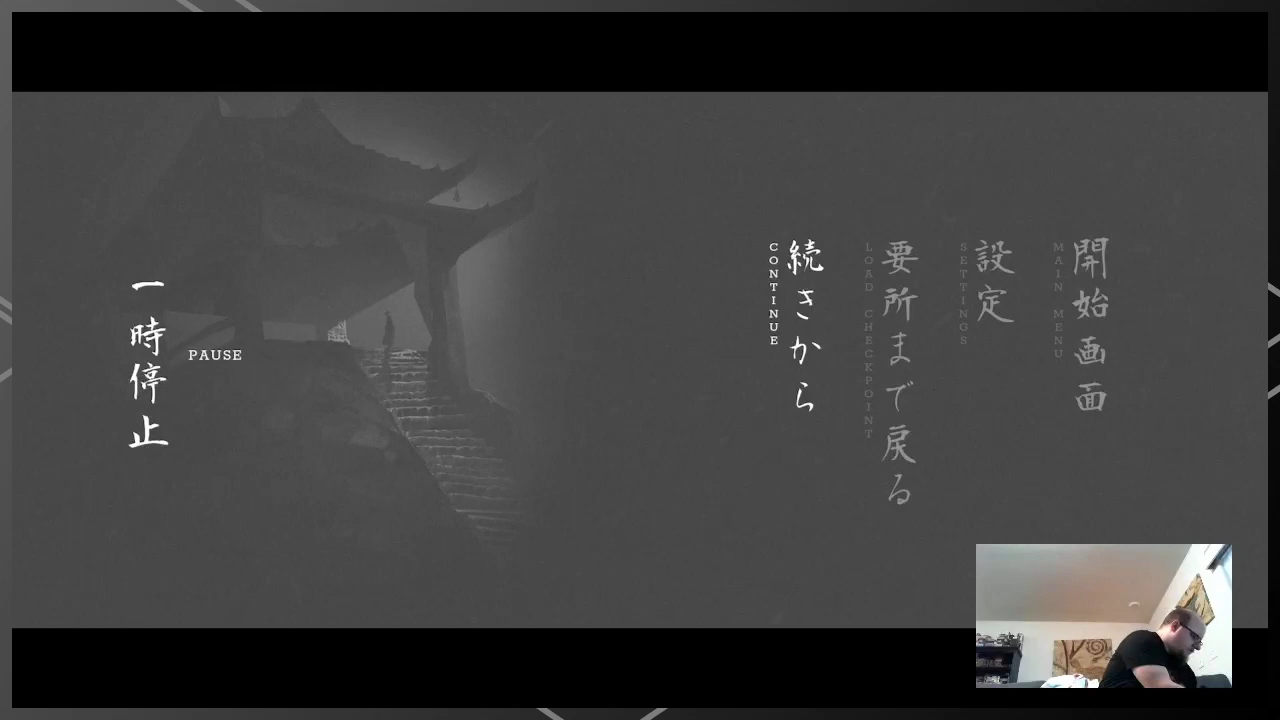 一時停止
PAUSE
続きから
CONTINUE
要所まで戻る
LOAD CHECKPOINT
設定
SETTINGS
開始画面
MAIN MENU